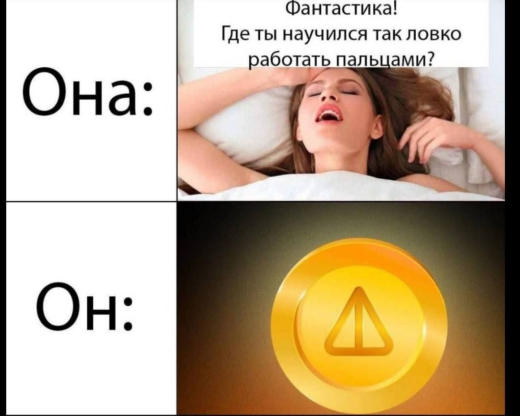 Она:
Фантастика!
Где ты научился так ловко
работать пальцами?
Он: